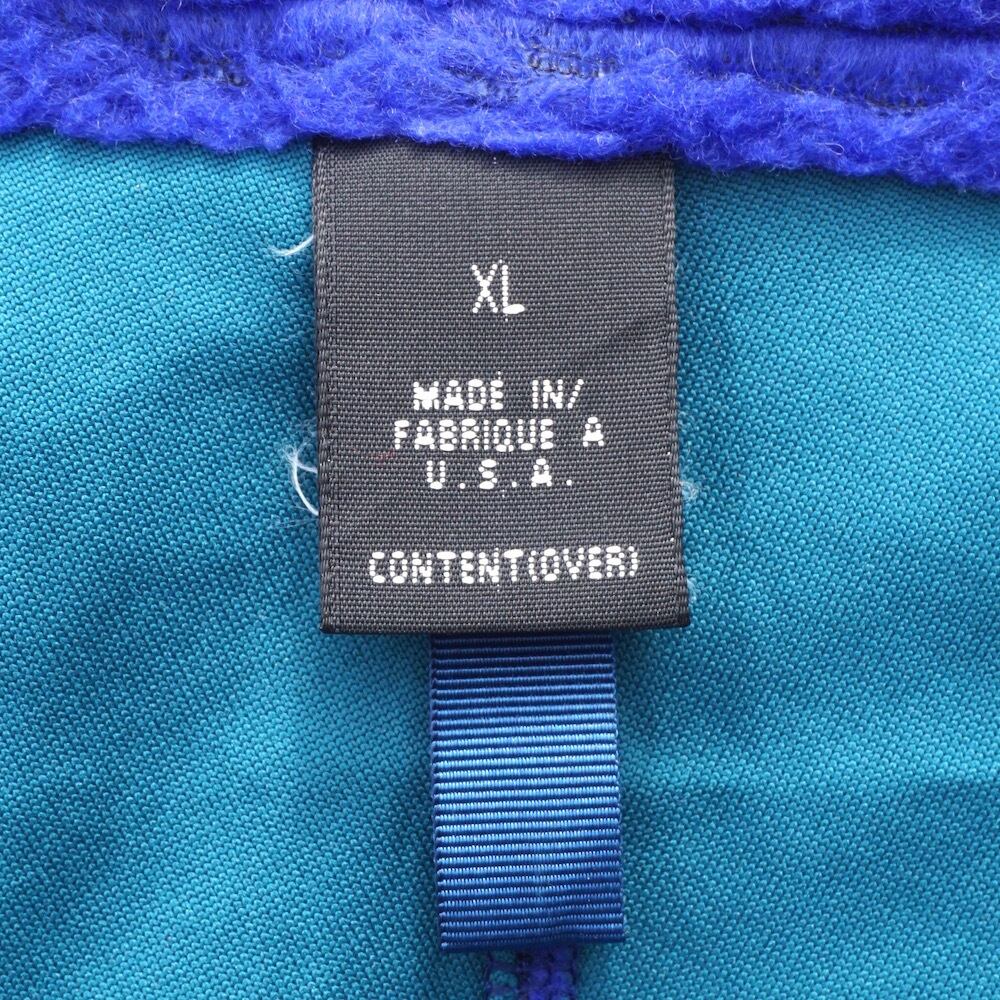 XL
MADE IN/
FABRIQUE A
U.S.A.
CONTENT(OVER)